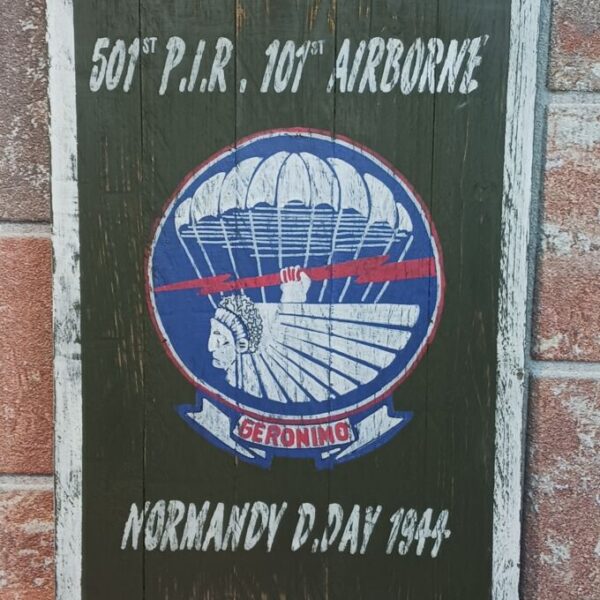 501ST P.I.R. 101ST AIRBORNE
GERONIMO
NORMANDY D.DAY 1944